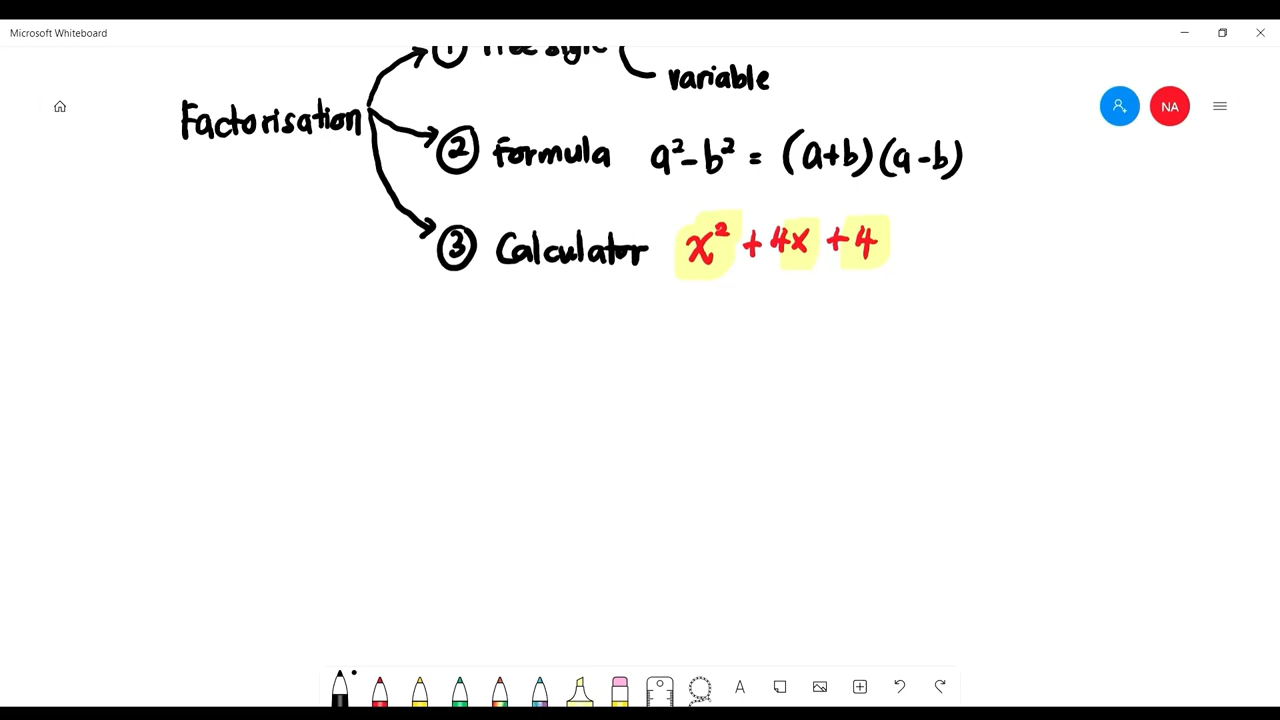 Microsoft Whiteboard
variable
Factorisation
NA
② Formula a² - b² = (a+b)(a-b)
③ Calculator x² + 4x + 4
A